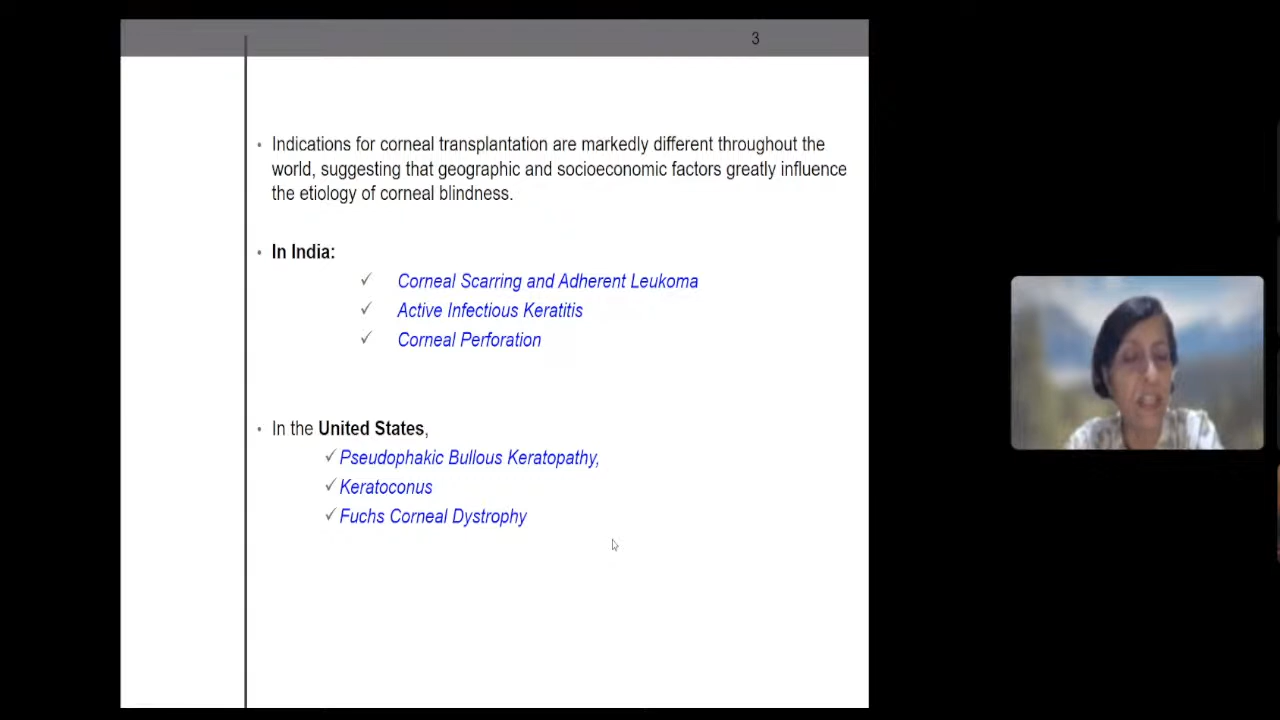 3
• Indications for corneal transplantation are markedly different throughout the
world, suggesting that geographic and socioeconomic factors greatly influence
the etiology of corneal blindness.
• In India:
✓ Corneal Scarring and Adherent Leukoma
✓ Active Infectious Keratitis
✓ Corneal Perforation
• In the United States,
✓Pseudophakic Bullous Keratopathy,
✓Keratoconus
✓Fuchs Corneal Dystrophy